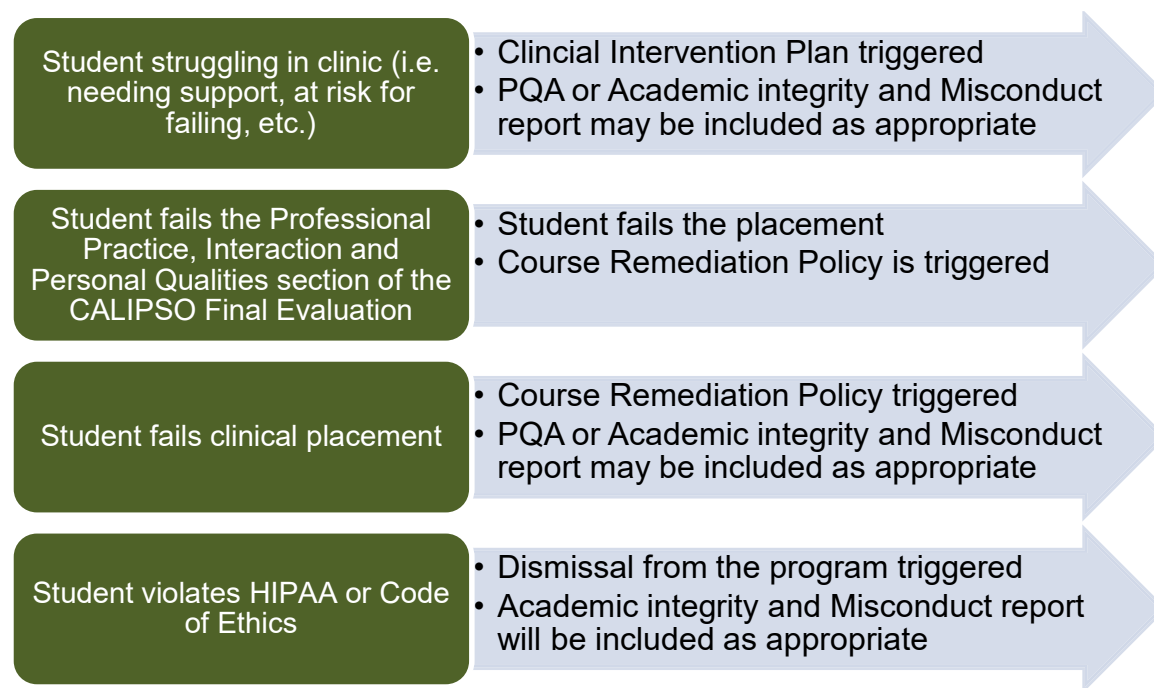 Student struggling in clinic (i.e.
needing support, at risk for
failing, etc.)
• Clincial Intervention Plan triggered
• PQA or Academic integrity and Misconduct
report may be included as appropriate
Student fails the Professional
Practice, Interaction and
Personal Qualities section of the
CALIPSO Final Evaluation
• Student fails the placement
• Course Remediation Policy is triggered
Student fails clinical placement
• Course Remediation Policy triggered
• PQA or Academic integrity and Misconduct
report may be included as appropriate
Student violates HIPAA or Code
of Ethics
• Dismissal from the program triggered
• Academic integrity and Misconduct report
will be included as appropriate